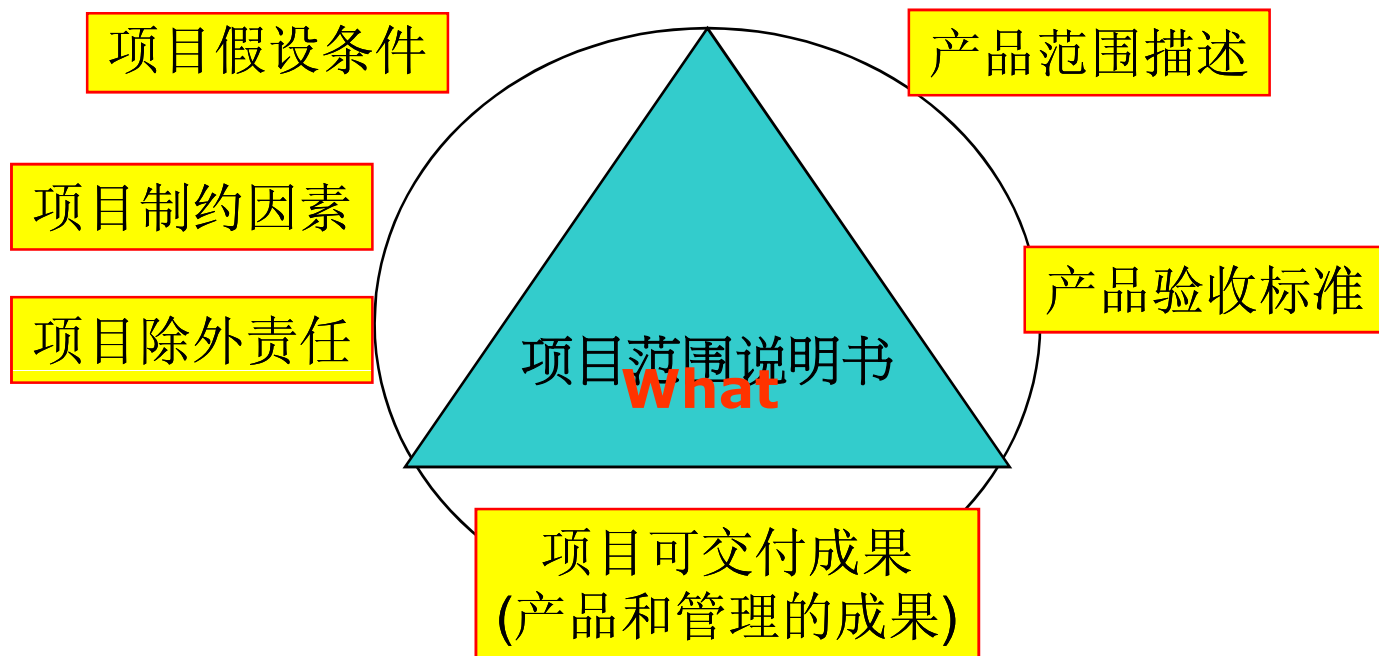 项目假设条件
产品范围描述
项目制约因素
产品验收标准
项目除外责任
项目范围说明书
What
项目可交付成果
(产品和管理的成果)